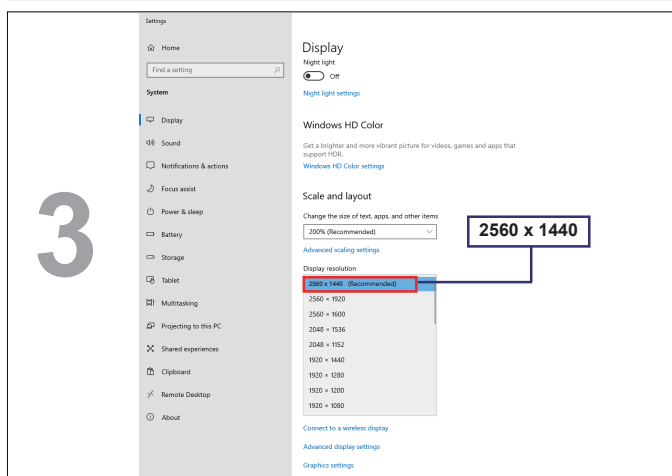 3
Settings
Home
Find a setting
System
Display
Sound
Notifications & actions
Focus assist
Power & sleep
Battery
Storage
Tablet
Multitasking
Projecting to this PC
Shared experiences
Clipboard
Remote Desktop
About
Display
Night light
Off
Night light settings
Windows HD Color
Get a brighter and more vibrant picture for videos, games and apps that
support HDR.
Windows HD Color settings
Scale and layout
Change the size of text, apps, and other items
200% (Recommended)
Advanced scaling settings
Display resolution
2560 x 1440 (Recommended)
2560 × 1920
2560 × 1600
2048 × 1536
2048 × 1152
1920 × 1440
1920 × 1280
1920 × 1200
1920 × 1080
Connect to a wireless display
Advanced display settings
Graphics settings
2560 x 1440